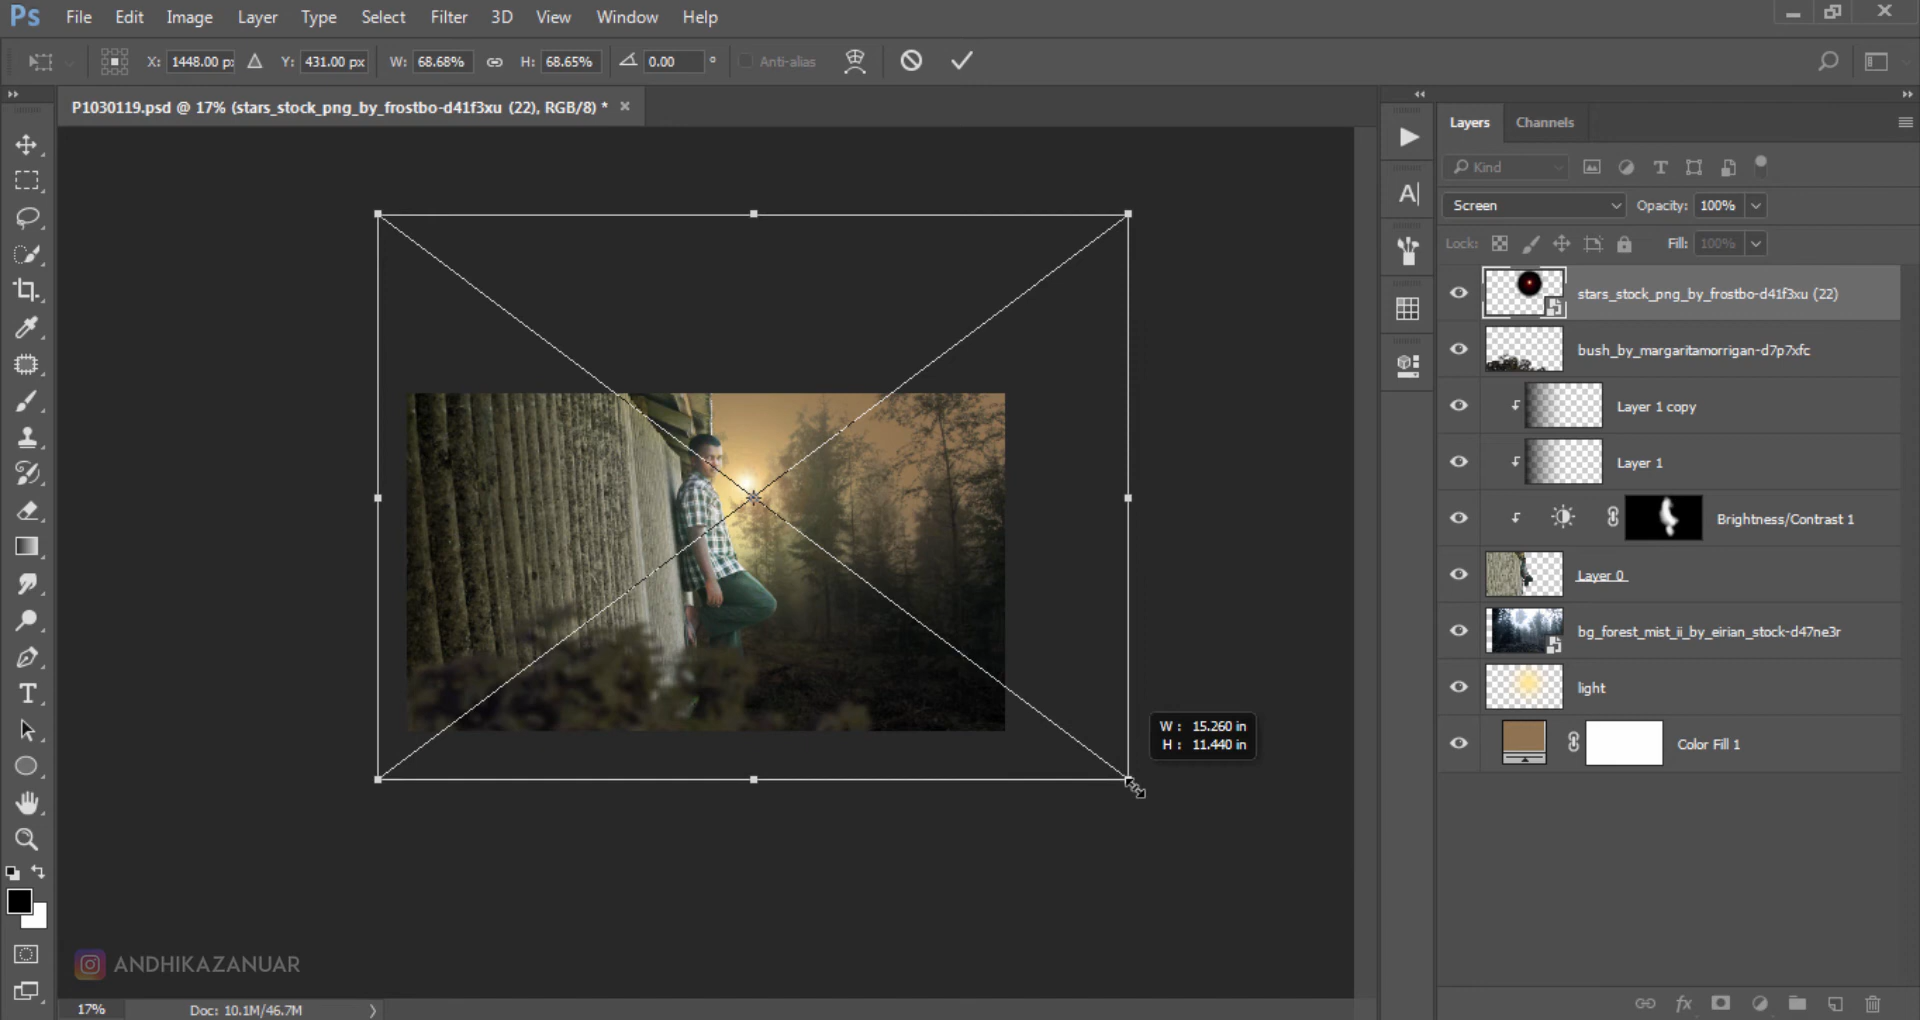 Ps File Edit Image Layer Type Select Filter 3D View Window Help
X: 1448.00 px Y: 431.00 px W: 68.68% H: 68.65% 0.00 ° Anti-alias
P1030119.psd @ 17% (stars_stock_png_by_frostbo-d41f3xu (22), RGB/8) *
Layers Channels
Kind
Screen Opacity: 100%
Lock: Fill: 100%
stars_stock_png_by_frostbo-d41f3xu (22)
bush_by_margaritamorrigan-d7p7xfc
Layer 1 copy
Layer 1
Brightness/Contrast 1
Layer 0
bg_forest_mist_ii_by_eirian_stock-d47ne3r
light
Color Fill 1
W : 15.260 in
H : 11.440 in
ANDHIKAZANUAR
17% Doc: 10.1M/46.7M